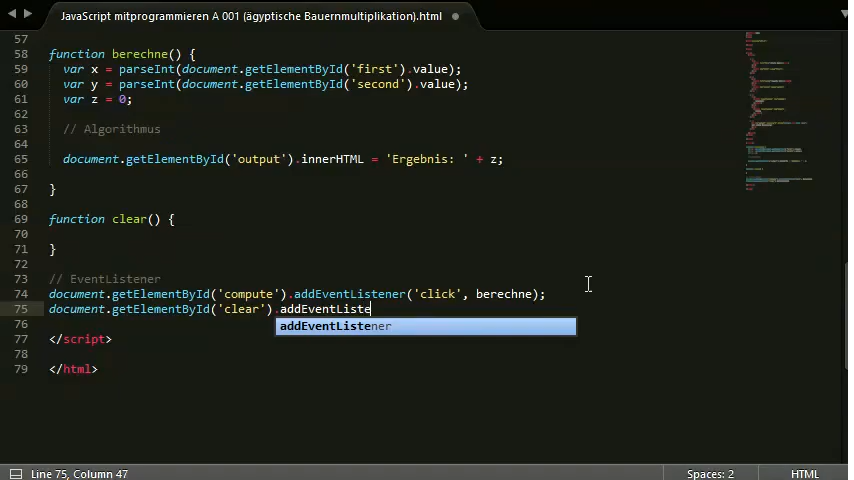 JavaScript mitprogrammieren A 001 (ägyptische Bauernmultiplikation).html
57
58 function berechne() {
59 var x = parseInt(document.getElementById('first').value);
60 var y = parseInt(document.getElementById('second').value);
61 var z = 0;
62
63 // Algorithmus
64
65 document.getElementById('output').innerHTML = 'Ergebnis: ' + z;
66
67 }
68
69 function clear() {
70
71 }
72
73 // EventListener
74 document.getElementById('compute').addEventListener('click', berechne);
75 document.getElementById('clear').addEventListe
76 addEventListener
77 </script>
78
79 </html>
Line 75, Column 47 Spaces: 2 HTML